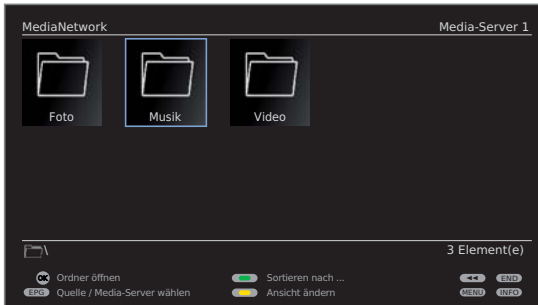 MediaNetwork Media-Server 1
Foto Musik Video
\ 3 Element(e)
OK Ordner öffnen Sortieren nach ... END
EPG Quelle / Media-Server wählen Ansicht ändern MENU INFO